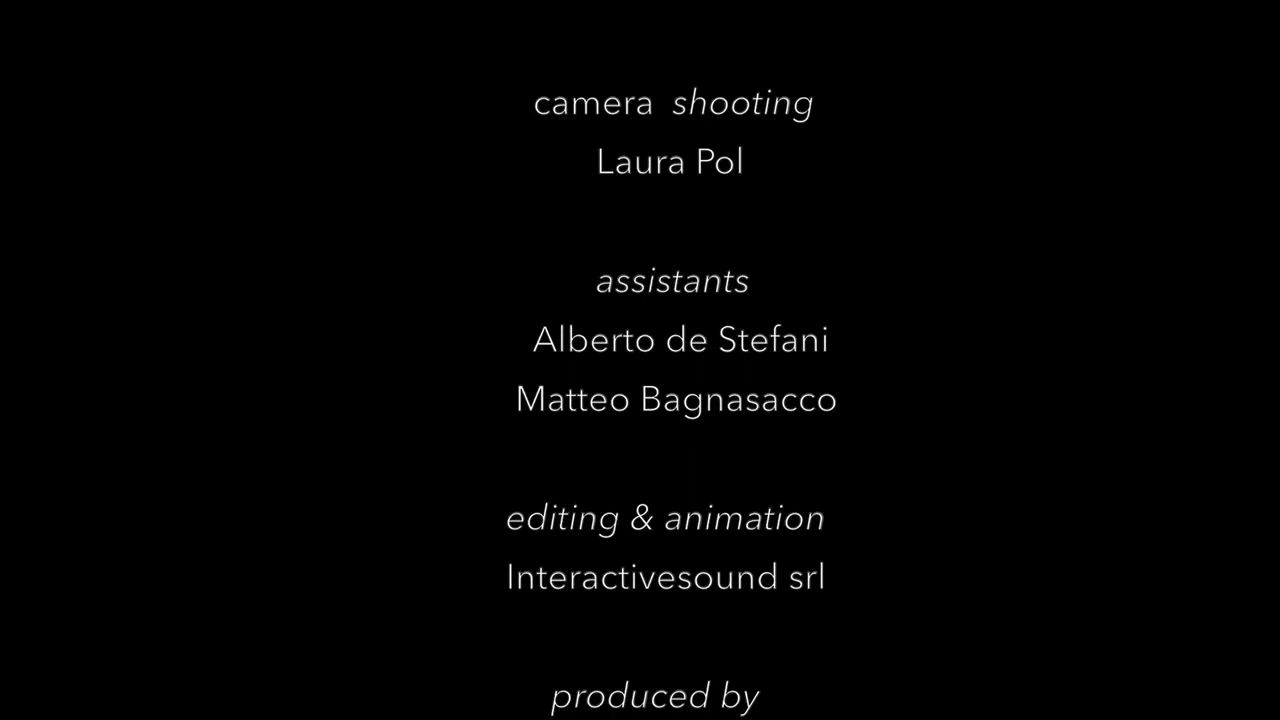 camera shooting
Laura Pol
assistants
Alberto de Stefani
Matteo Bagnasacco
editing & animation
Interactivesound srl
produced by